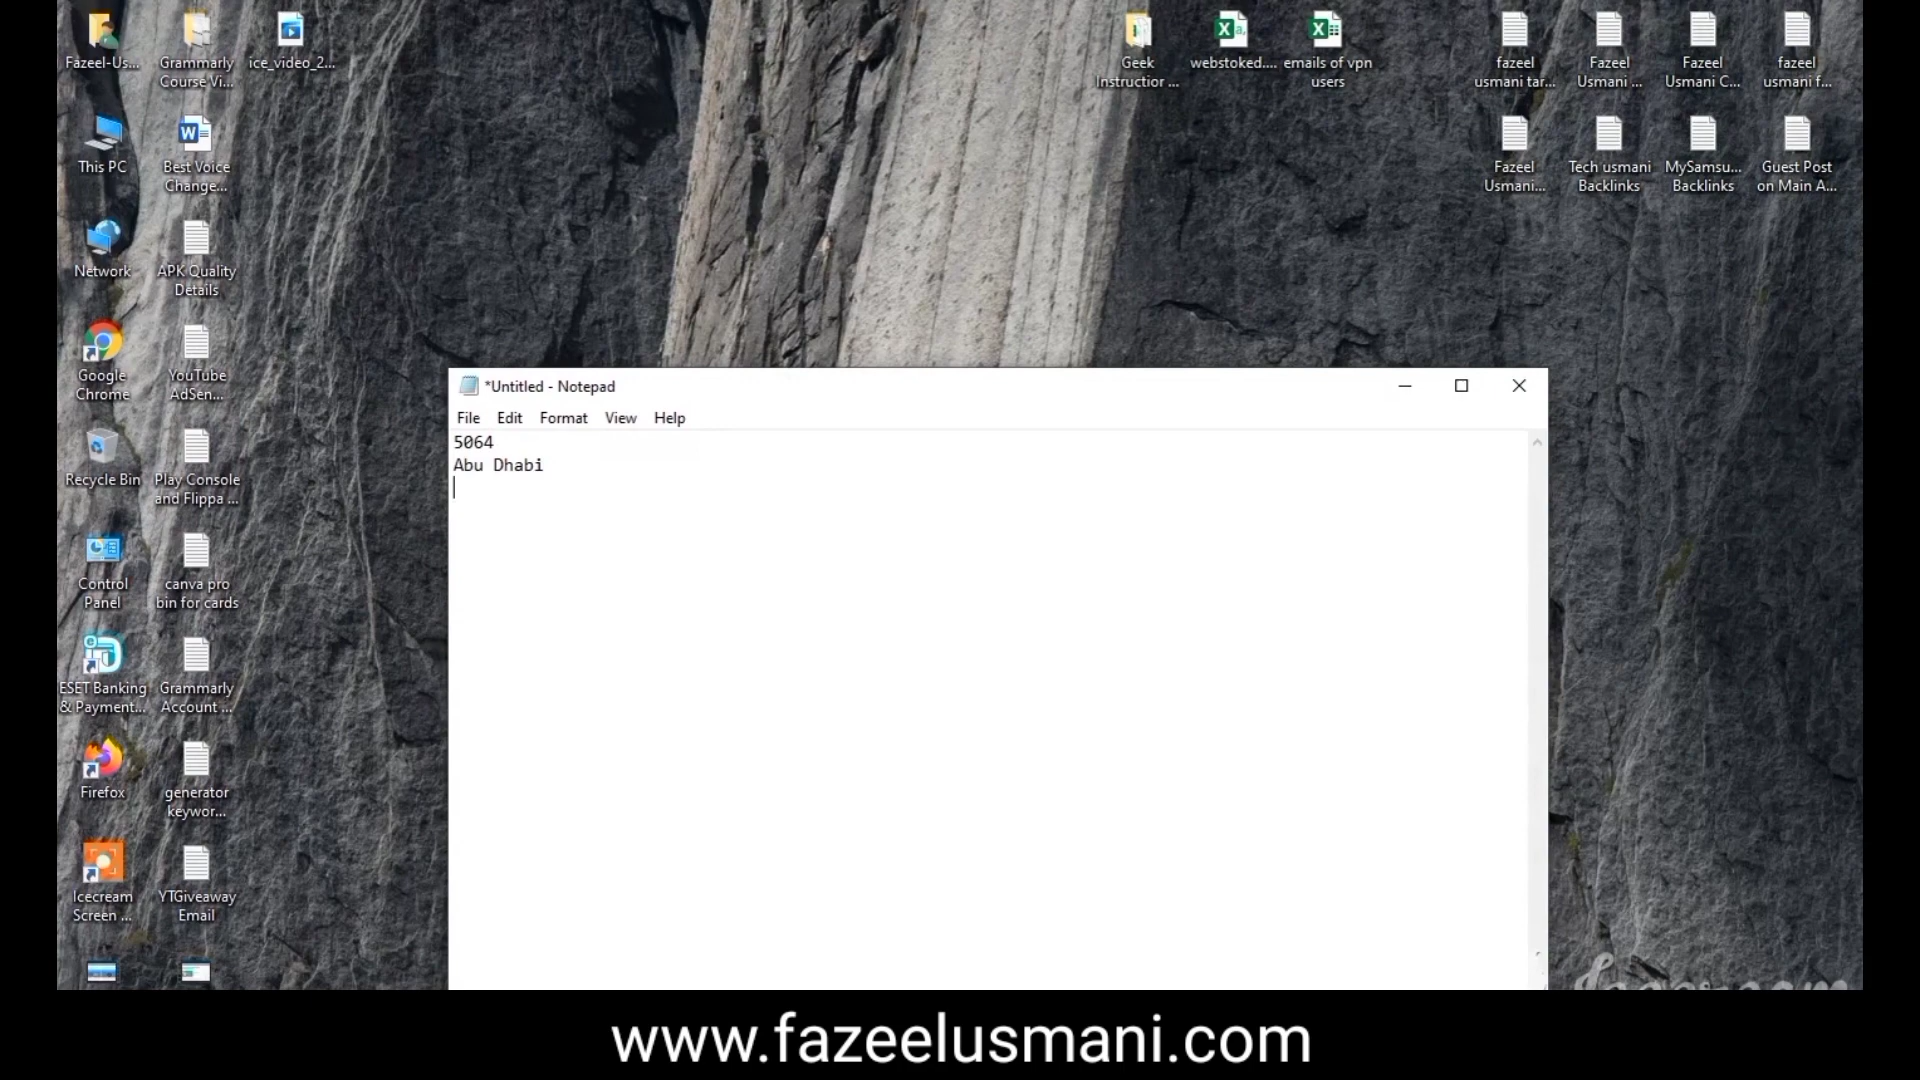 Fazeel-Us...
Grammarly
Course Vi...
ice_video_2...
Geek
Instructior ...
webstoked....
emails of vpn
users
fazeel
usmani tar...
Fazeel
Usmani ...
Fazeel
Usmani C...
fazeel
usmani f...
This PC
Best Voice
Change...
Fazeel
Usmani...
Tech usmani
Backlinks
MySamsu...
Backlinks
Guest Post
on Main A...
Network
APK Quality
Details
Google
Chrome
YouTube
AdSen...
Recycle Bin
Play Console
and Flippa ...
Control
Panel
canva pro
bin for cards
ESET Banking
& Payment...
Grammarly
Account ...
Firefox
generator
keywor...
Icecream
Screen ...
YTGiveaway
Email
*Untitled - Notepad
File Edit Format View Help
5064
Abu Dhabi
www.fazeelusmani.com